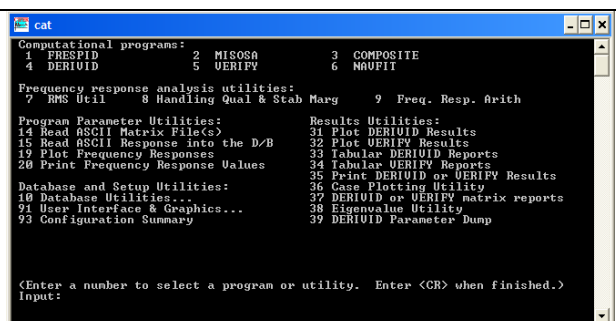 cat
Computational programs:
1 FRESPID 2 MISOSA 3 COMPOSITE
4 DERIVID 5 VERIFY 6 NAVFIT
Frequency response analysis utilities:
7 RMS Util 8 Handling Qual & Stab Marg 9 Freq. Resp. Arith
Program Parameter Utilities: Results Utilities:
14 Read ASCII Matrix File(s) 31 Plot DERIVID Results
15 Read ASCII Response into the D/B 32 Plot VERIFY Results
19 Plot Frequency Responses 33 Tabular DERIVID Reports
20 Print Frequency Response Values 34 Tabular VERIFY Reports
35 Print DERIVID or VERIFY Results
Database and Setup Utilities: 36 Case Plotting Utility
10 Database Utilities... 37 DERIVID or VERIFY matrix reports
91 User Interface & Graphics... 38 Eigenvalue Utility
93 Configuration Summary 39 DERIVID Parameter Dump
(Enter a number to select a program or utility. Enter <CR> when finished.)
Input: